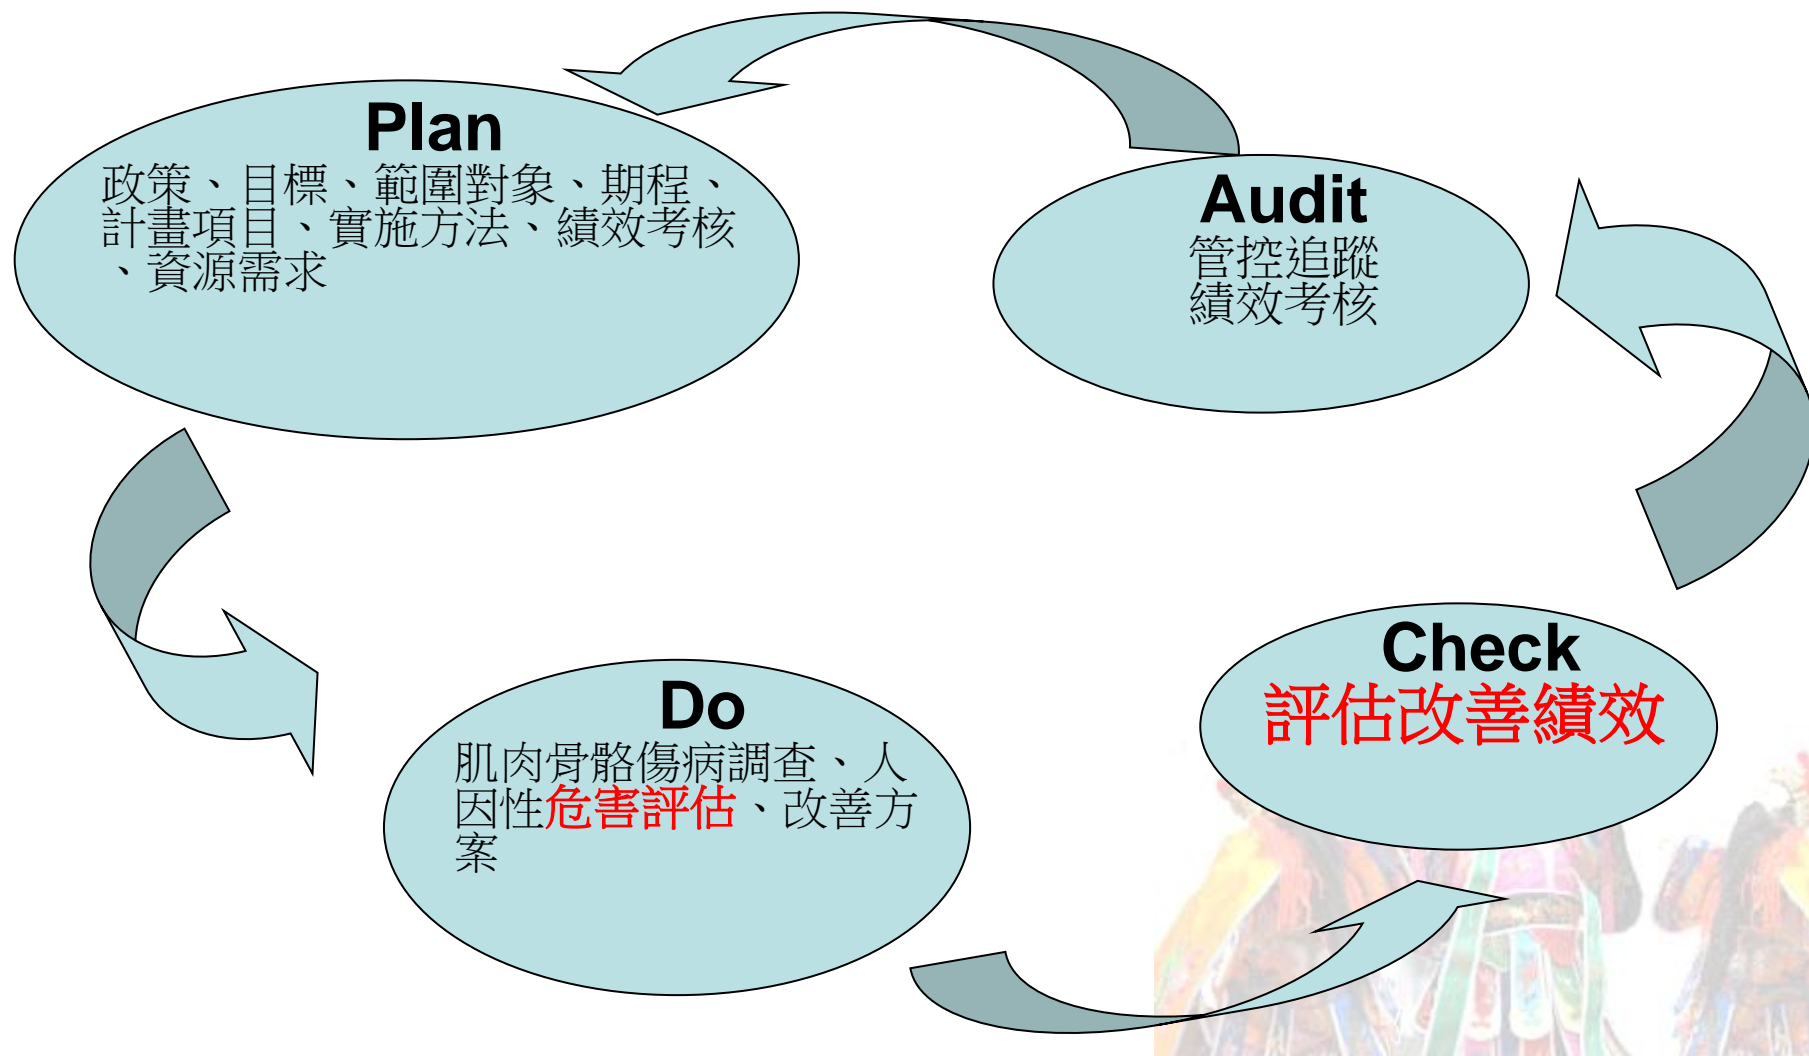 Plan
政策、目標、範圍對象、期程、
計畫項目、實施方法、績效考核
、資源需求
Audit
管控追蹤
績效考核
Do
肌肉骨骼傷病調查、人
因性危害評估、改善方
案
Check
評估改善績效